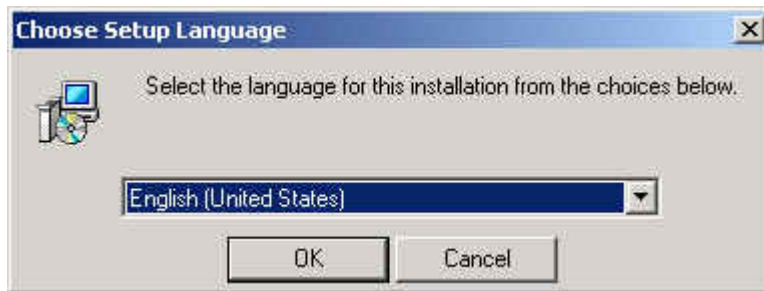 Choose Setup Language
Select the language for this installation from the choices below.
English (United States)
OK
Cancel